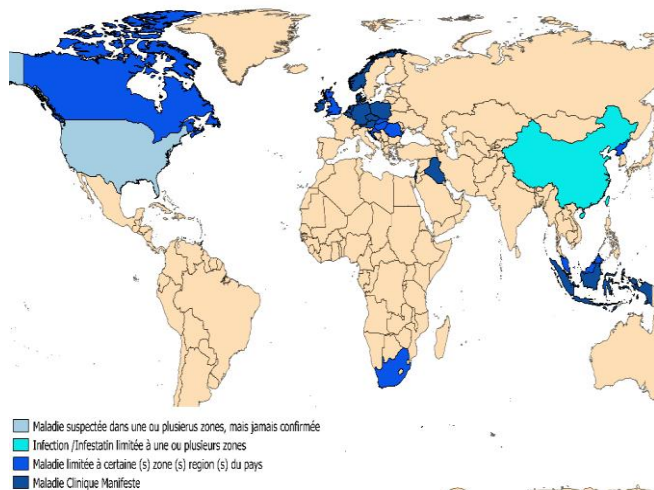 Maladie suspectée dans une ou plusierus zones, mais jamais confirmée
Infection /Infestatin limitée à une ou plusieurs zones
Maladie limitée à certaine (s) zone (s) region (s) du pays
Maladie Clinique Manifeste